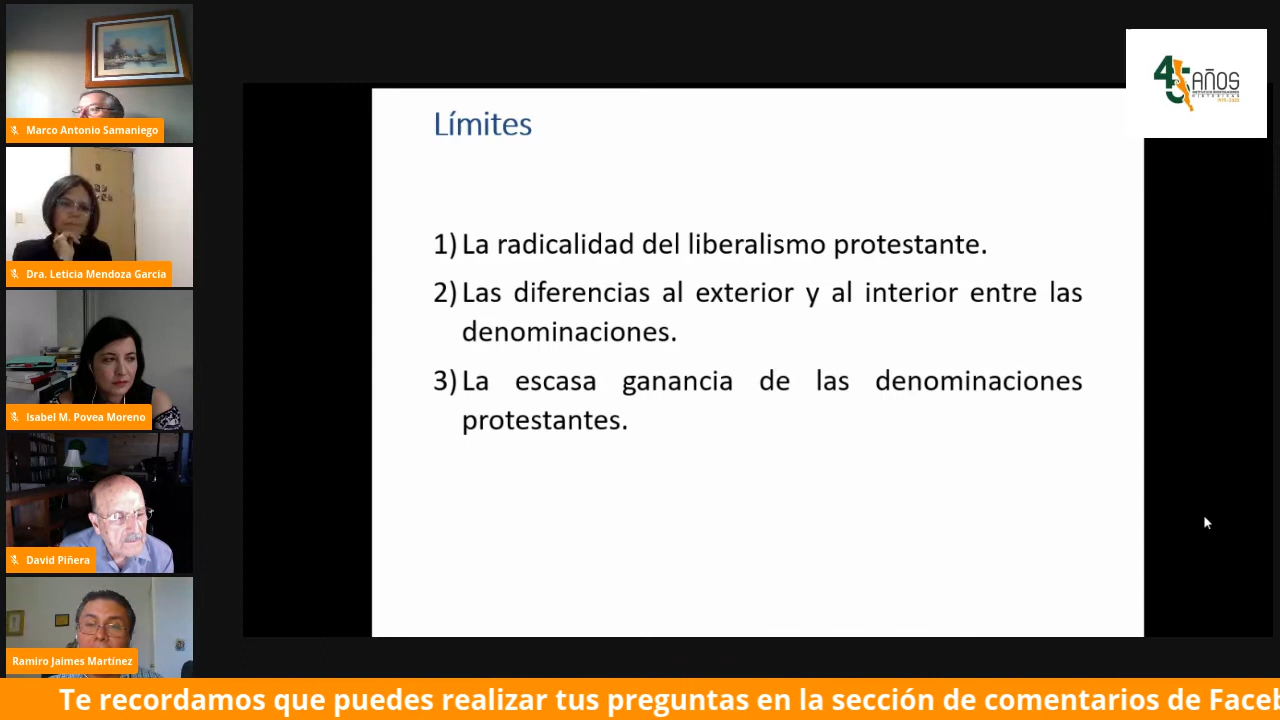 Marco Antonio Samaniego
Dra. Leticia Mendoza García
Isabel M. Povea Moreno
David Piñera
Ramiro Jaimes Martínez
Límites
1) La radicalidad del liberalismo protestante.
2) Las diferencias al exterior y al interior entre las
denominaciones.
3) La escasa ganancia de las denominaciones
protestantes.
45 AÑOS
Te recordamos que puedes realizar tus preguntas en la sección de comentarios de Faceb